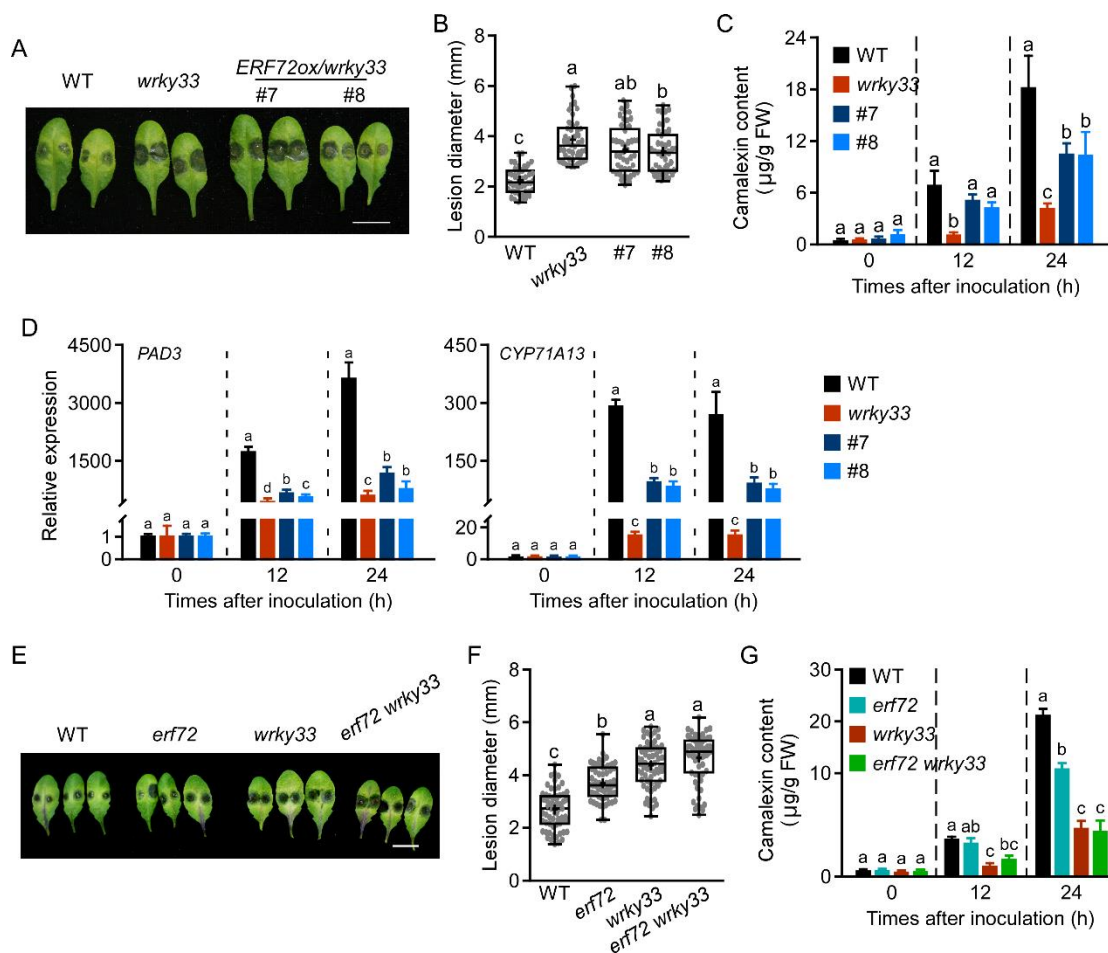 A
WT
wrky33
ERF72ox/wrky33
#7
#8
B
Lesion diameter (mm)
8
6
4
2
0
c
a
ab
b
WT
wrky33
#7
#8
C
Camalexin content
(µg/g FW)
24
18
12
6
0
WT
wrky33
#7
#8
a a a a
a b a a
a c b b
0
12
24
Times after inoculation (h)
D
Relative expression
4500
3000
1500
1
0
PAD3
a a a a
a d b c
a c b b
0
12
24
Times after inoculation (h)
450
300
150
20
0
CYP71A13
a a a a
a c b b
a c b b
0
12
24
Times after inoculation (h)
WT
wrky33
#7
#8
E
WT
erf72
wrky33
erf72 wrky33
F
Lesion diameter (mm)
8
6
4
2
0
c
b
a
a
WT
erf72
wrky33
erf72 wrky33
G
Camalexin content
(µg/g FW)
30
20
10
0
WT
erf72
wrky33
erf72 wrky33
a a a a
a ab c bc
a b c c
0
12
24
Times after inoculation (h)